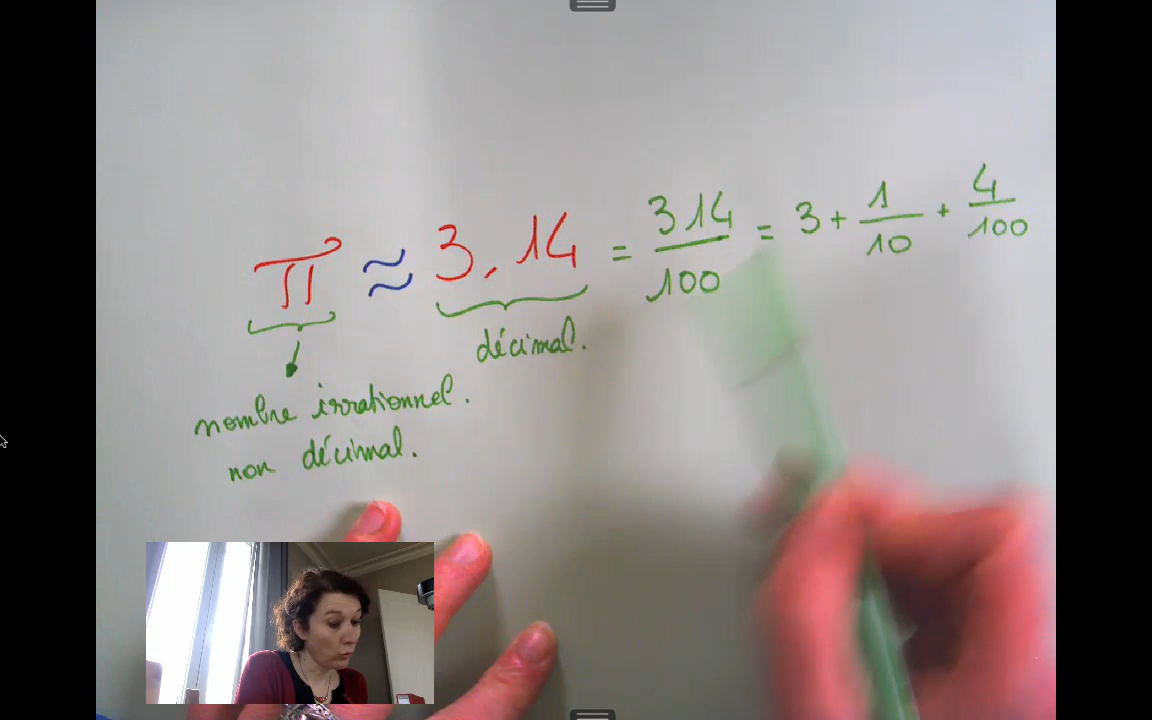 π ≈ 3,14 = 314/100 = 3 + 1/10 + 4/100
décimal.
nombre irrationnel.
non décimal.